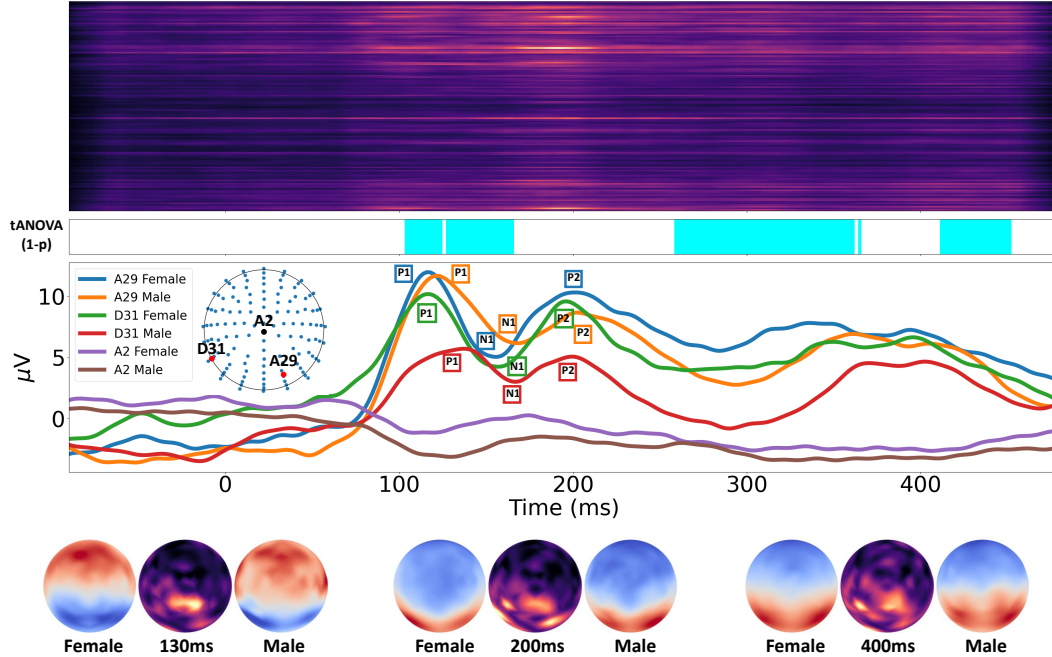 tANOVA
(1-p)
A29 Female
A29 Male
D31 Female
D31 Male
A2 Female
A2 Male
A2
D31
A29
P1
P1
P2
P1
N1
N1
P2
P2
P1
N1
N1
P2
μV
10
5
0
0
100
200
300
400
Time (ms)
Female
130ms
Male
Female
200ms
Male
Female
400ms
Male